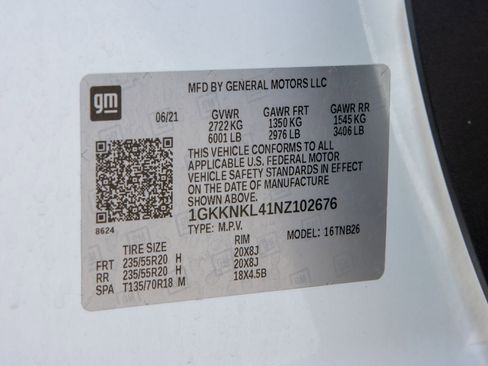 gm
MFD BY GENERAL MOTORS LLC
06/21 GVWR GAWR FRT GAWR RR
2722 KG 1350 KG 1545 KG
6001 LB 2976 LB 3406 LB
THIS VEHICLE CONFORMS TO ALL
APPLICABLE U.S. FEDERAL MOTOR
VEHICLE SAFETY STANDARDS IN EFFECT
ON THE DATE OF MANUFACTURE
SHOWN ABOVE.
1GKKNKL41NZ102676
8624 TYPE: M.P.V. MODEL: 16TNB26
TIRE SIZE RIM
FRT 235/55R20 H 20X8J
RR 235/55R20 H 20X8J
SPA T135/70R18 M 18X4.5B